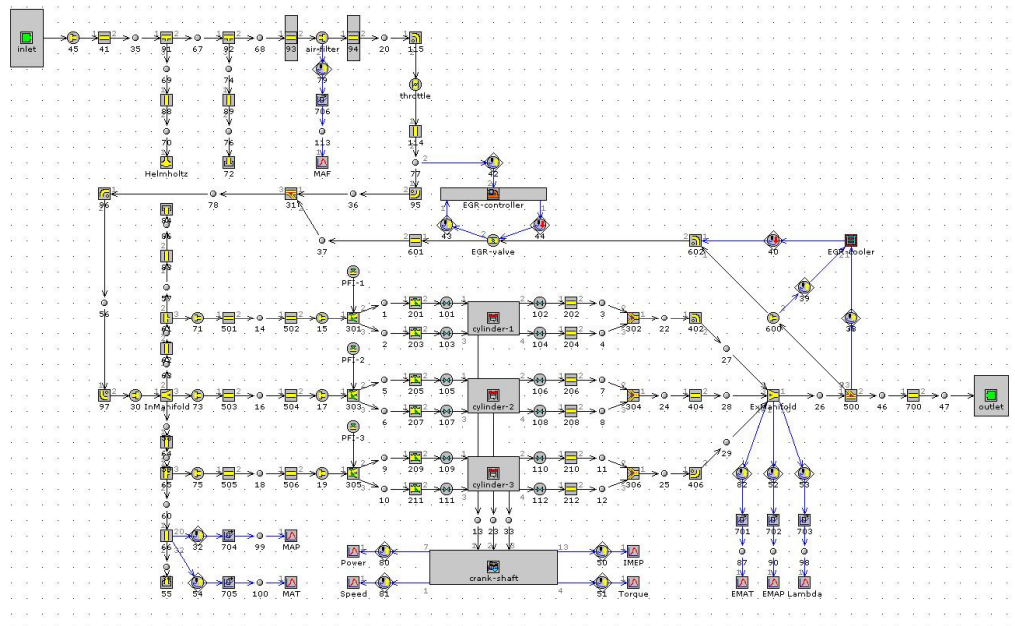 inlet 45 41 35 91 67 92 68 93 air-filter 94 20 115
69 74 79
throttle
88 89 706
70 76 113 114
Helmholtz 72 MAF 77 42
96 78 31 36 95 EGR-controller
43 44
37 601 EGR-valve 602 40 EGR-cooler
PFI-1 39
56 1 201 101 102 202 3
71 501 14 502 15 301 cylinder-1 302 22 402 600 38
2 203 103 104 204 4
PFI-2 27
5 205 105 106 206 7
97 30 InManifold 73 503 16 504 17 303 cylinder-2 304 24 404 28 ExManifold 26 500 46 700 47 outlet
6 207 107 108 208 8
PFI-3 29
9 209 109 110 210 11
65 75 505 18 506 19 305 cylinder-3 306 25 406 82 52 53
10 211 111 112 212 12
60 13 23 33 701 702 703
66 32 704 99 MAP
Power 80 50 IMEP 87 90 98
crank-shaft
55 54 705 100 MAT Speed 81 51 Torque EMAT EMAP Lambda